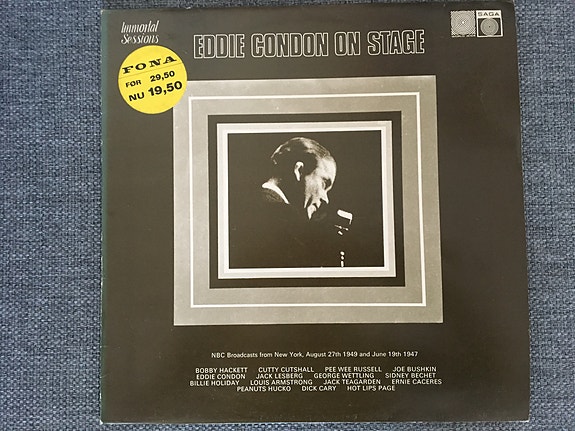 Immortal
Sessions
EDDIE CONDON ON STAGE
SAGA
FONA
FØR 29,50
NU 19,50
NBC Broadcasts from New York, August 27th 1949 and June 19th 1947
BOBBY HACKETT CUTTY CUTSHALL PEE WEE RUSSELL JOE BUSHKIN
EDDIE CONDON JACK LESBERG GEORGE WETTLING SIDNEY BECHET
BILLIE HOLIDAY LOUIS ARMSTRONG JACK TEAGARDEN ERNIE CACERES
PEANUTS HUCKO DICK CARY HOT LIPS PAGE